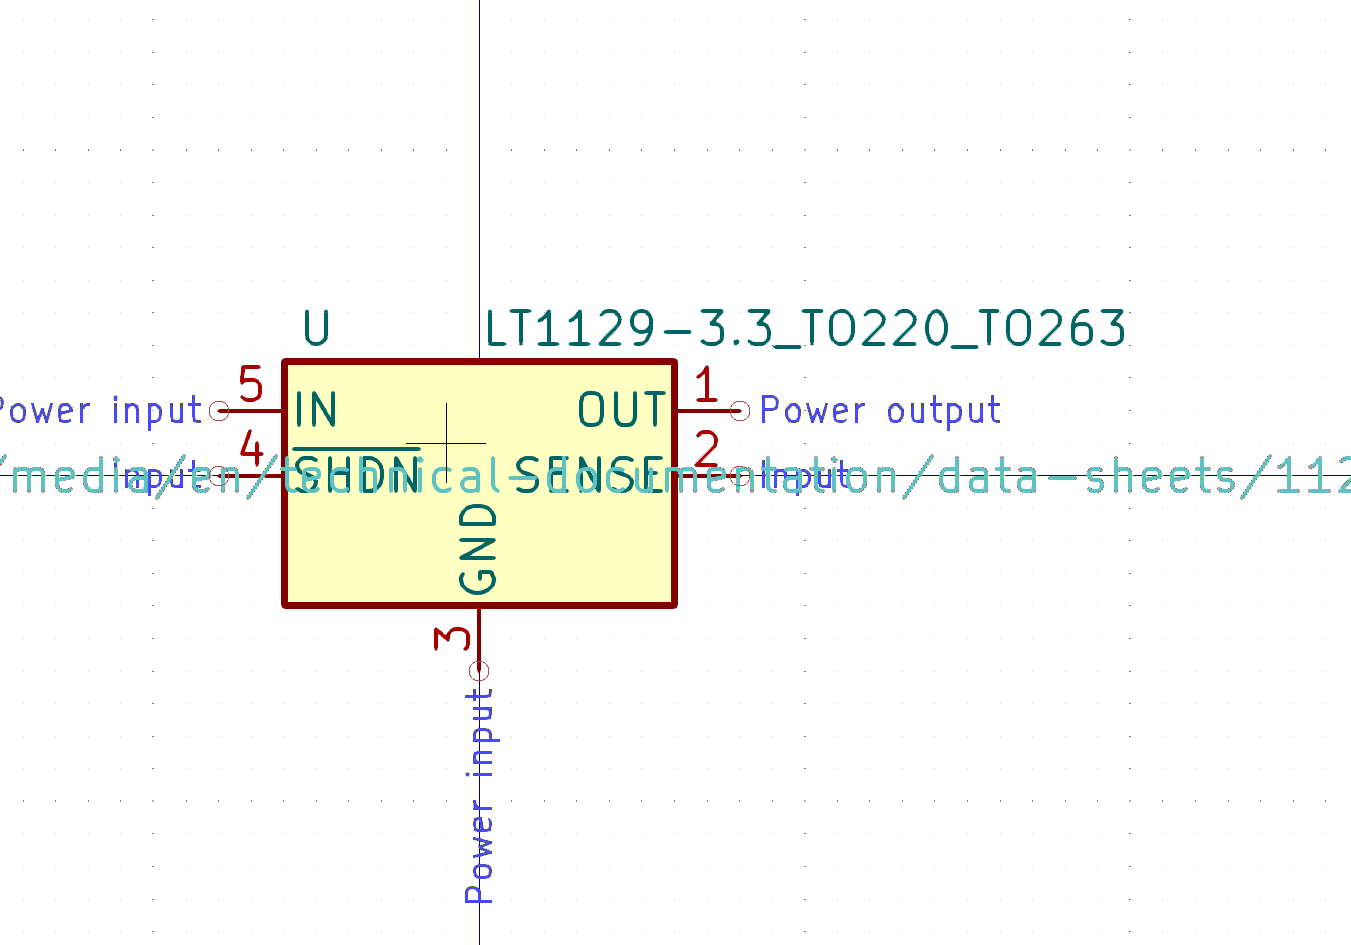 U
LT1129-3.3_TO220_TO263
5
1
Power input
IN
OUT
Power output
4
2
Input
SHDN
SENSE
Input
/media/en/technical-documentation/data-sheets/112
GND
3
Power input